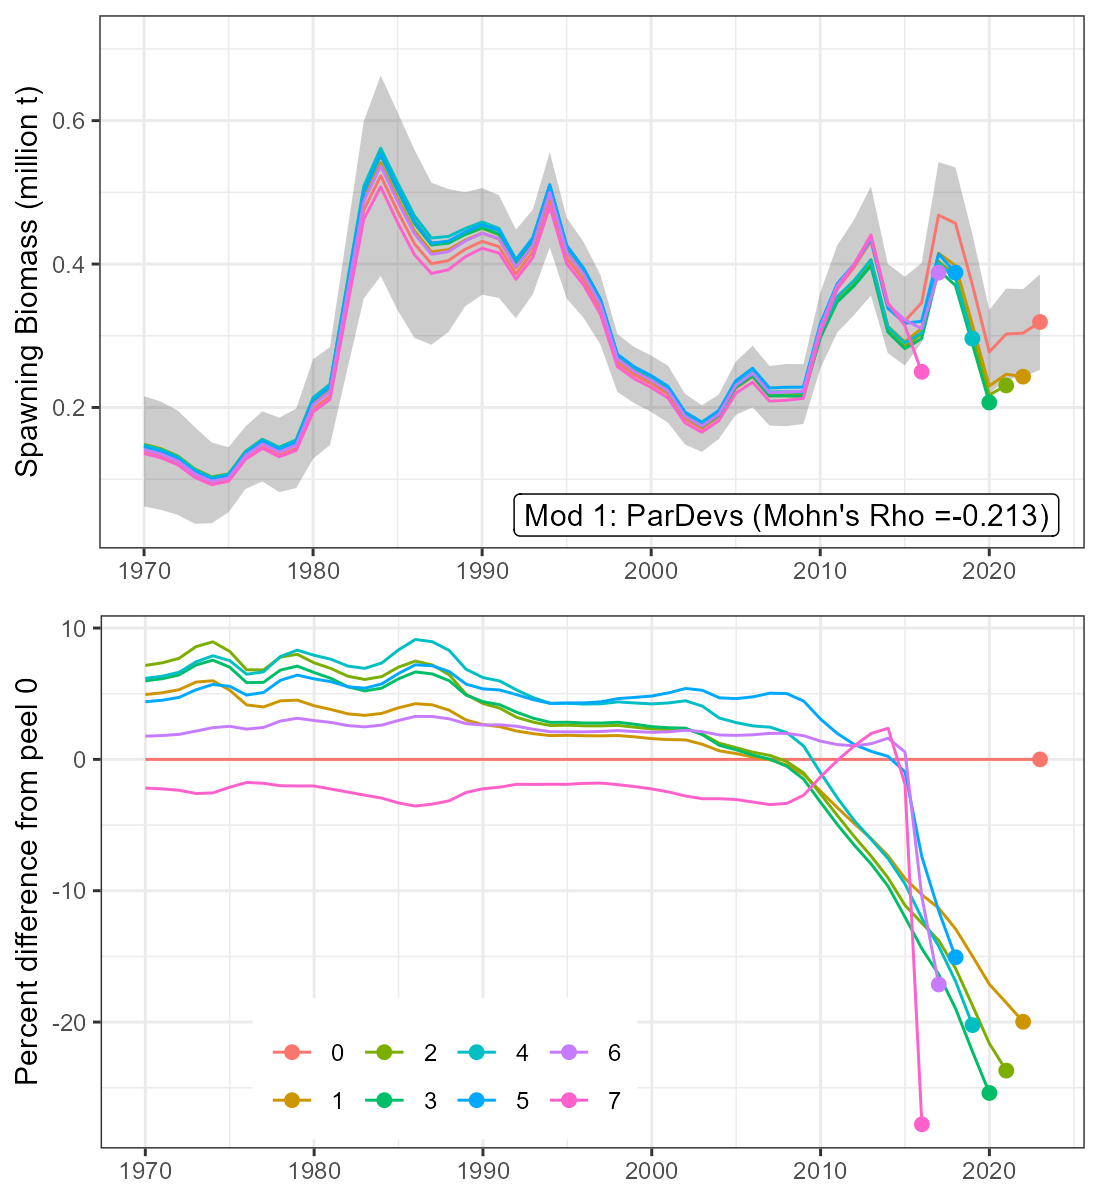 Spawning Biomass (million t)
0.6
0.4
0.2
Mod 1: ParDevs (Mohn's Rho =-0.213)
1970 1980 1990 2000 2010 2020
Percent difference from peel 0
10
0
-10
-20
0 2 4 6
1 3 5 7
1970 1980 1990 2000 2010 2020